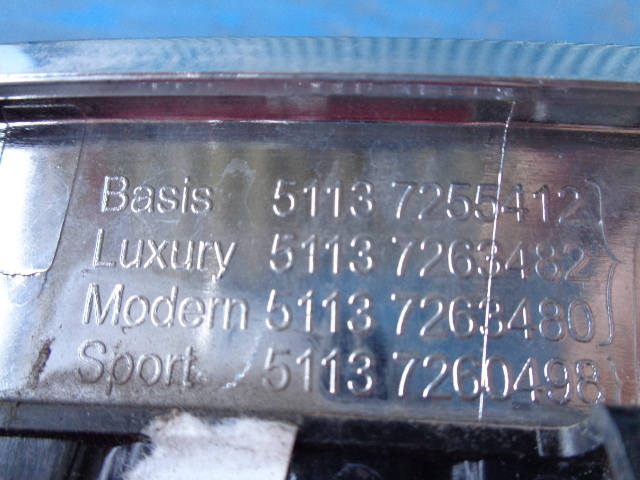 Basis 5113 7255412
Luxury 5113 7263482
Modern 5113 7263480
Sport 5113 7260498